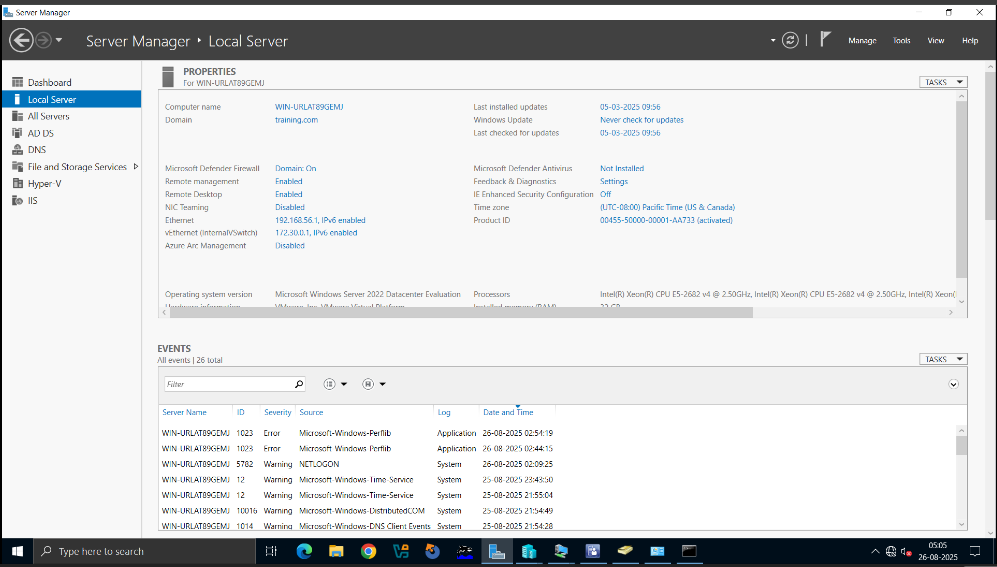 Server Manager
Server Manager ‣ Local Server
Manage Tools View Help
Dashboard
Local Server
All Servers
AD DS
DNS
File and Storage Services
Hyper-V
IIS
PROPERTIES
For WIN-URLAT89GEMJ
TASKS
Computer name WIN-URLAT89GEMJ Last installed updates 05-03-2025 09:56
Domain training.com Windows Update Never check for updates
Last checked for updates 05-03-2025 09:56
Microsoft Defender Firewall Domain: On Microsoft Defender Antivirus Not Installed
Remote management Enabled Feedback & Diagnostics Settings
Remote Desktop Enabled IE Enhanced Security Configuration Off
NIC Teaming Disabled Time zone (UTC-08:00) Pacific Time (US & Canada)
Ethernet 192.168.56.1, IPv6 enabled Product ID 00455-50000-00001-AA733 (activated)
vEthernet (InternalVSwitch) 172.30.0.1, IPv6 enabled
Azure Arc Management Disabled
Operating system version Microsoft Windows Server 2022 Datacenter Evaluation Processors Intel(R) Xeon(R) CPU E5-2682 v4 @ 2.50GHz, Intel(R) Xeon(R) CPU E5-2682 v4 @ 2.50GHz, Intel(R) Xeon(R)
Hardware information VMware, Inc. VMware Virtual Platform Installed memory (RAM)
EVENTS
All events | 26 total
TASKS
Filter
Server Name ID Severity Source Log Date and Time
WIN-URLAT89GEMJ 1023 Error Microsoft-Windows-Perflib Application 26-08-2025 02:54:19
WIN-URLAT89GEMJ 1023 Error Microsoft-Windows-Perflib Application 26-08-2025 02:44:15
WIN-URLAT89GEMJ 5782 Warning NETLOGON System 26-08-2025 02:09:25
WIN-URLAT89GEMJ 12 Warning Microsoft-Windows-Time-Service System 25-08-2025 23:43:50
WIN-URLAT89GEMJ 12 Warning Microsoft-Windows-Time-Service System 25-08-2025 21:55:04
WIN-URLAT89GEMJ 10016 Warning Microsoft-Windows-DistributedCOM System 25-08-2025 21:54:49
WIN-URLAT89GEMJ 1014 Warning Microsoft-Windows-DNS Client Events System 25-08-2025 21:54:28
Type here to search
05:05
26-08-2025